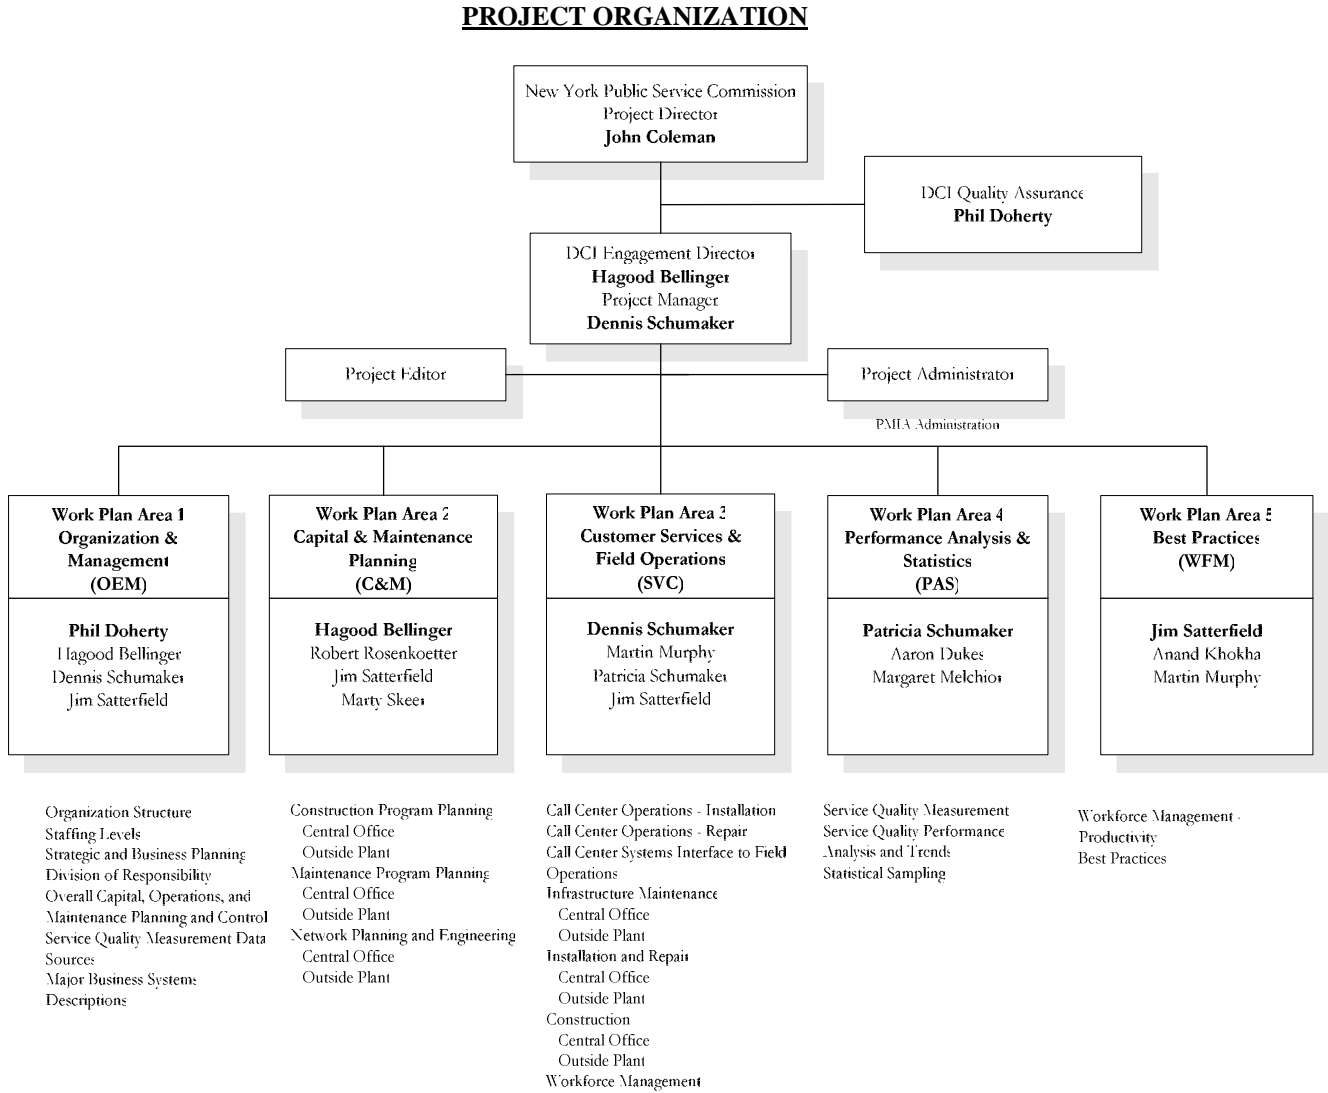 PROJECT ORGANIZATION
New York Public Service Commission
Project Director
John Coleman
DCI Quality Assurance
Phil Doherty
DCI Engagement Director
Hagood Bellinger
Project Manager
Dennis Schumaker
Project Editor
Project Administrator
PMIA Administration
Work Plan Area 1
Organization &
Management
(OEM)
Phil Doherty
Hagood Bellinger
Dennis Schumaker
Jim Satterfield
Work Plan Area 2
Capital & Maintenance
Planning
(C&M)
Hagood Bellinger
Robert Rosenkoetter
Jim Satterfield
Marty Skeer
Work Plan Area 3
Customer Services &
Field Operations
(SVC)
Dennis Schumaker
Martin Murphy
Patricia Schumaker
Jim Satterfield
Work Plan Area 4
Performance Analysis &
Statistics
(PAS)
Patricia Schumaker
Aaron Dukes
Margaret Melchior
Work Plan Area 5
Best Practices
(WFM)
Jim Satterfield
Anand Khokha
Martin Murphy
Organization Structure
Staffing Levels
Strategic and Business Planning
Division of Responsibility
Overall Capital, Operations, and
Maintenance Planning and Control
Service Quality Measurement Data
Sources
Major Business Systems
Descriptions
Construction Program Planning
Central Office
Outside Plant
Maintenance Program Planning
Central Office
Outside Plant
Network Planning and Engineering
Central Office
Outside Plant
Call Center Operations - Installation
Call Center Operations - Repair
Call Center Systems Interface to Field
Operations
Infrastructure Maintenance
Central Office
Outside Plant
Installation and Repair
Central Office
Outside Plant
Construction
Central Office
Outside Plant
Workforce Management
Service Quality Measurement
Service Quality Performance
Analysis and Trends
Statistical Sampling
Workforce Management -
Productivity
Best Practices